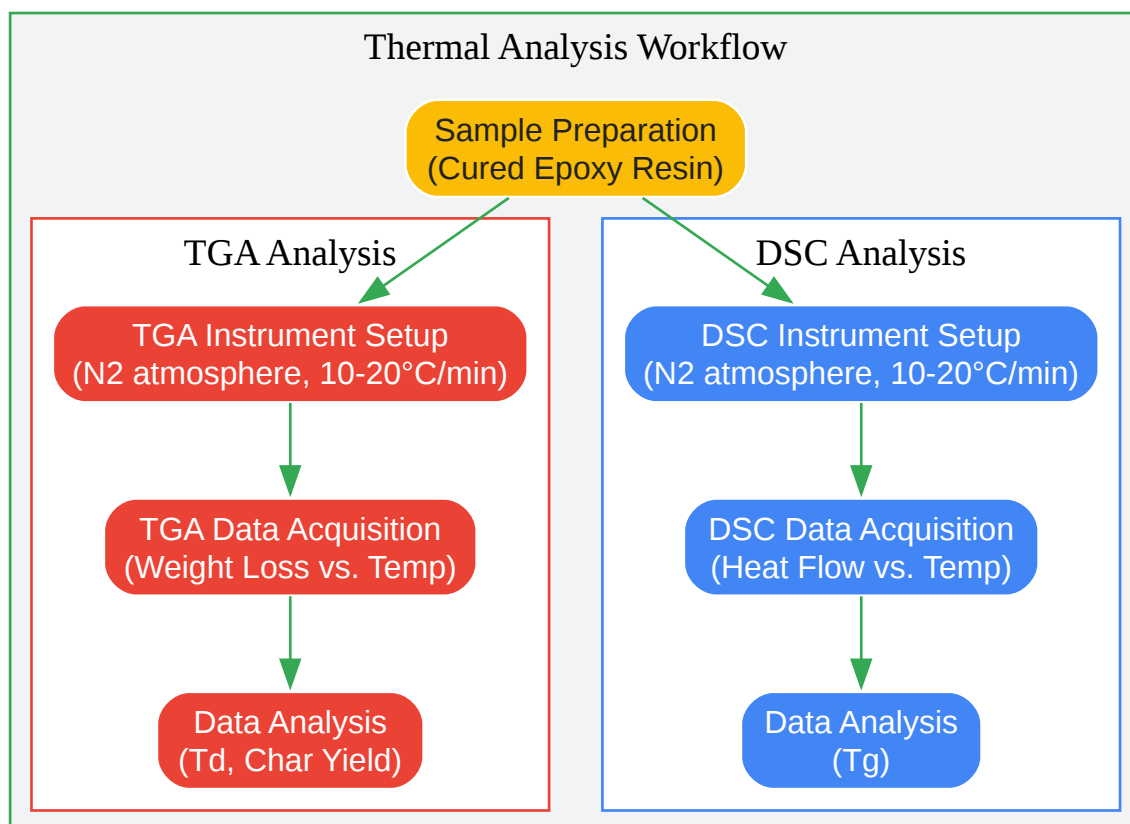 Thermal Analysis Workflow
Sample Preparation
(Cured Epoxy Resin)
TGA Analysis
TGA Instrument Setup
(N2 atmosphere, 10-20°C/min)
TGA Data Acquisition
(Weight Loss vs. Temp)
Data Analysis
(Td, Char Yield)
DSC Analysis
DSC Instrument Setup
(N2 atmosphere, 10-20°C/min)
DSC Data Acquisition
(Heat Flow vs. Temp)
Data Analysis
(Tg)